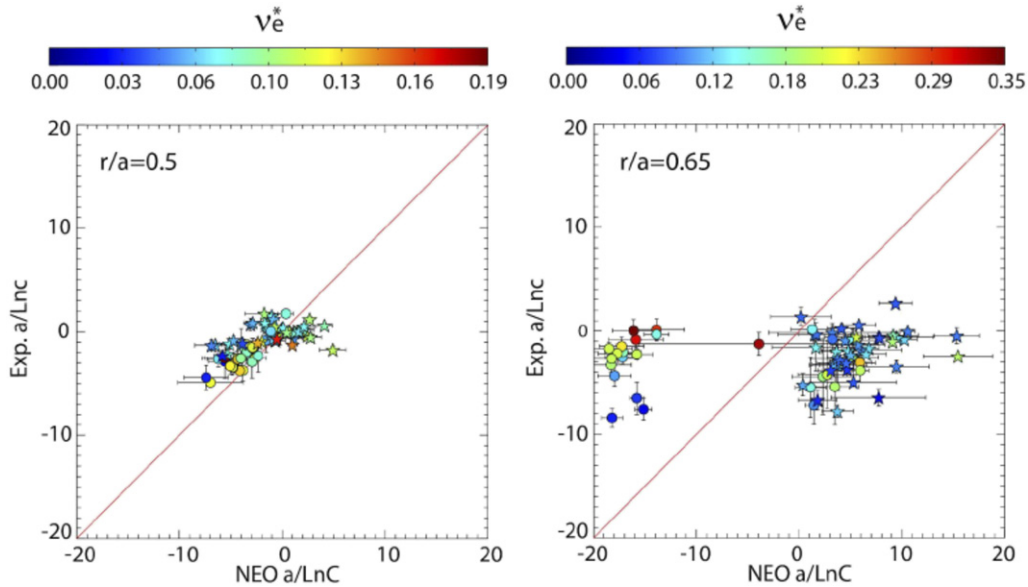 ν*e
0.00 0.03 0.06 0.10 0.13 0.16 0.19
r/a=0.5
20
10
0
-10
-20
Exp. a/Lnc
-20 -10 0 10 20
NEO a/LnC
ν*e
0.00 0.06 0.12 0.18 0.23 0.29 0.35
r/a=0.65
20
10
0
-10
-20
Exp. a/Lnc
-20 -10 0 10 20
NEO a/LnC